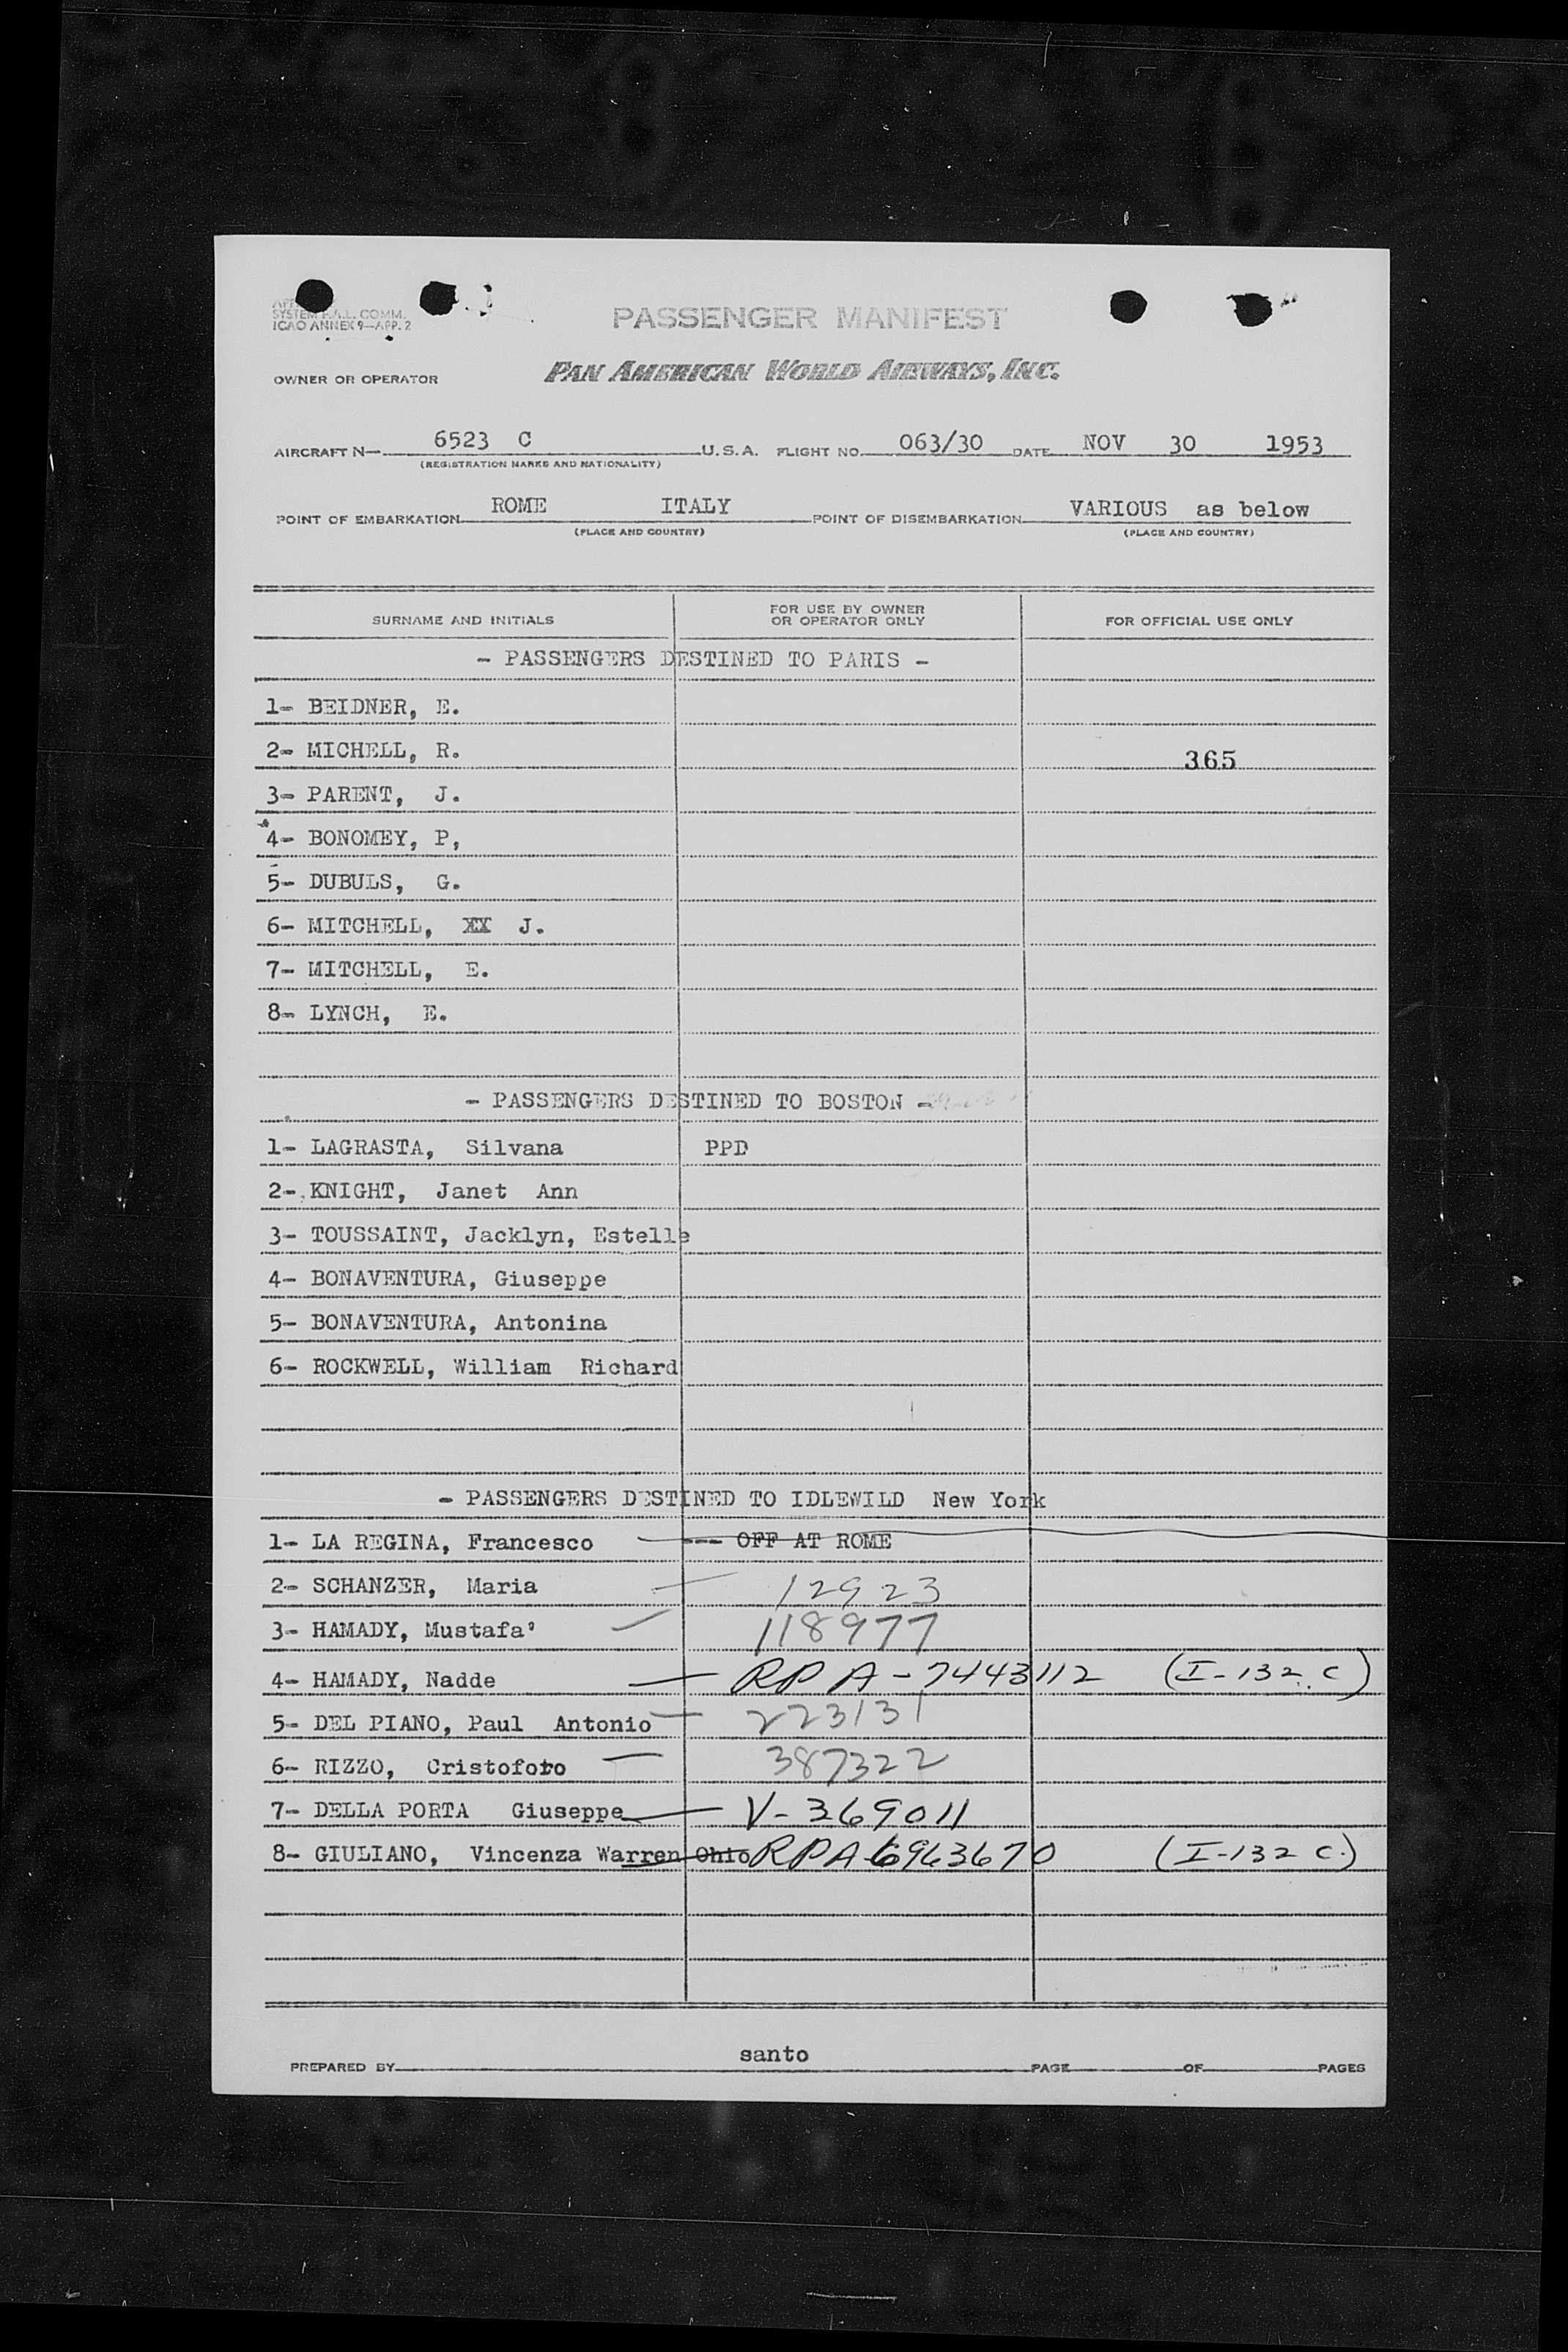 SYSTEM F.A.L. COMM.
ICAO ANNEX 9—APP. 2
PASSENGER MANIFEST
OWNER OR OPERATOR PAN AMERICAN WORLD AIRWAYS, INC.
AIRCRAFT N— 6523 C U.S.A. FLIGHT NO. 063/30 DATE NOV 30 1953
(REGISTRATION MARKS AND NATIONALITY)
POINT OF EMBARKATION ROME ITALY POINT OF DISEMBARKATION VARIOUS as below
(PLACE AND COUNTRY) (PLACE AND COUNTRY)
SURNAME AND INITIALS FOR USE BY OWNER OR OPERATOR ONLY FOR OFFICIAL USE ONLY
- PASSENGERS DESTINED TO PARIS -
1- BEIDNER, E.
2- MICHELL, R. 365
3- PARENT, J.
4- BONOMEY, P,
5- DUBULS, G.
6- MITCHELL, XX J.
7- MITCHELL, E.
8- LYNCH, E.
- PASSENGERS DESTINED TO BOSTON -
1- LAGRASTA, Silvana PPD
2- KNIGHT, Janet Ann
3- TOUSSAINT, Jacklyn, Estelle
4- BONAVENTURA, Giuseppe
5- BONAVENTURA, Antonina
6- ROCKWELL, William Richard
- PASSENGERS DESTINED TO IDLEWILD New York
1- LA REGINA, Francesco --- OFF AT ROME
2- SCHANZER, Maria — 12923
3- HAMADY, Mustafa' — 118977
4- HAMADY, Nadde — RPA-7443112 (I-132 C)
5- DEL PIANO, Paul Antonio — 223131
6- RIZZO, Cristoforo — 387322
7- DELLA PORTA Giuseppe — V-369011
8- GIULIANO, Vincenza Warren Ohio RPA 6963670 (I-132 C.)
PREPARED BY santo PAGE OF PAGES